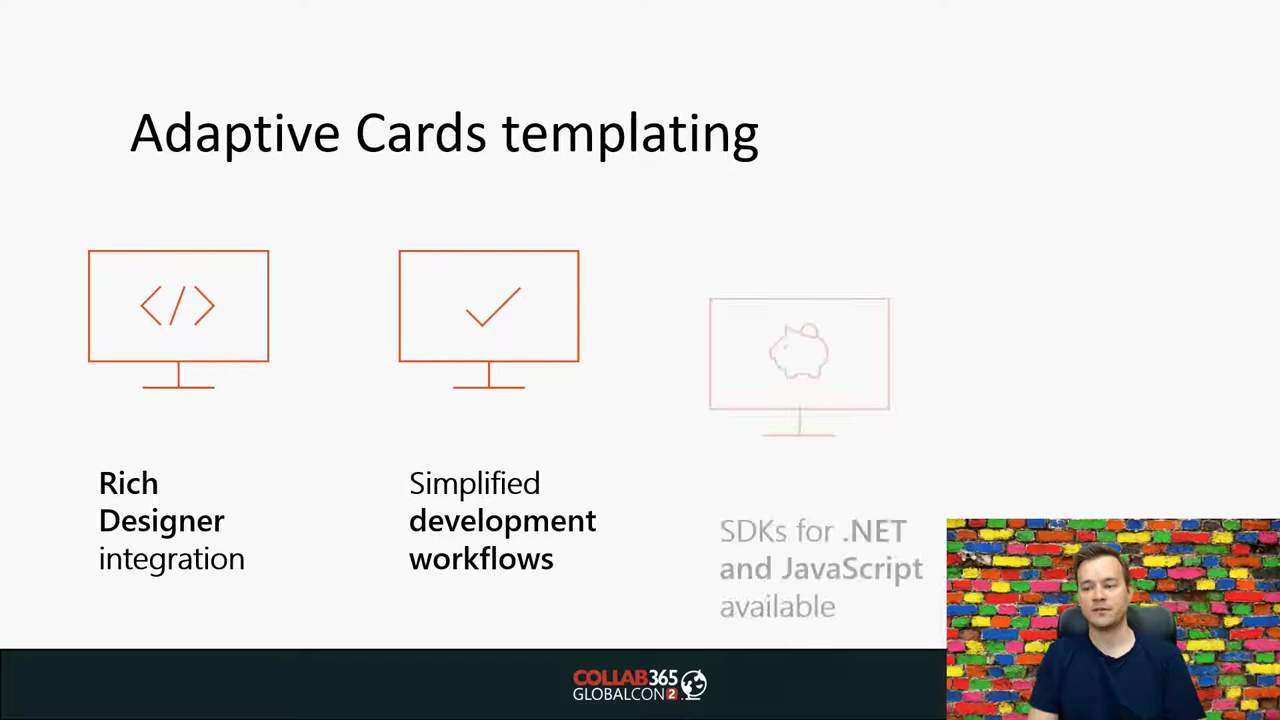 Adaptive Cards templating
</>
Rich
Designer
integration
Simplified
development
workflows
SDKs for .NET
and JavaScript
available
COLLAB365
GLOBALCON2